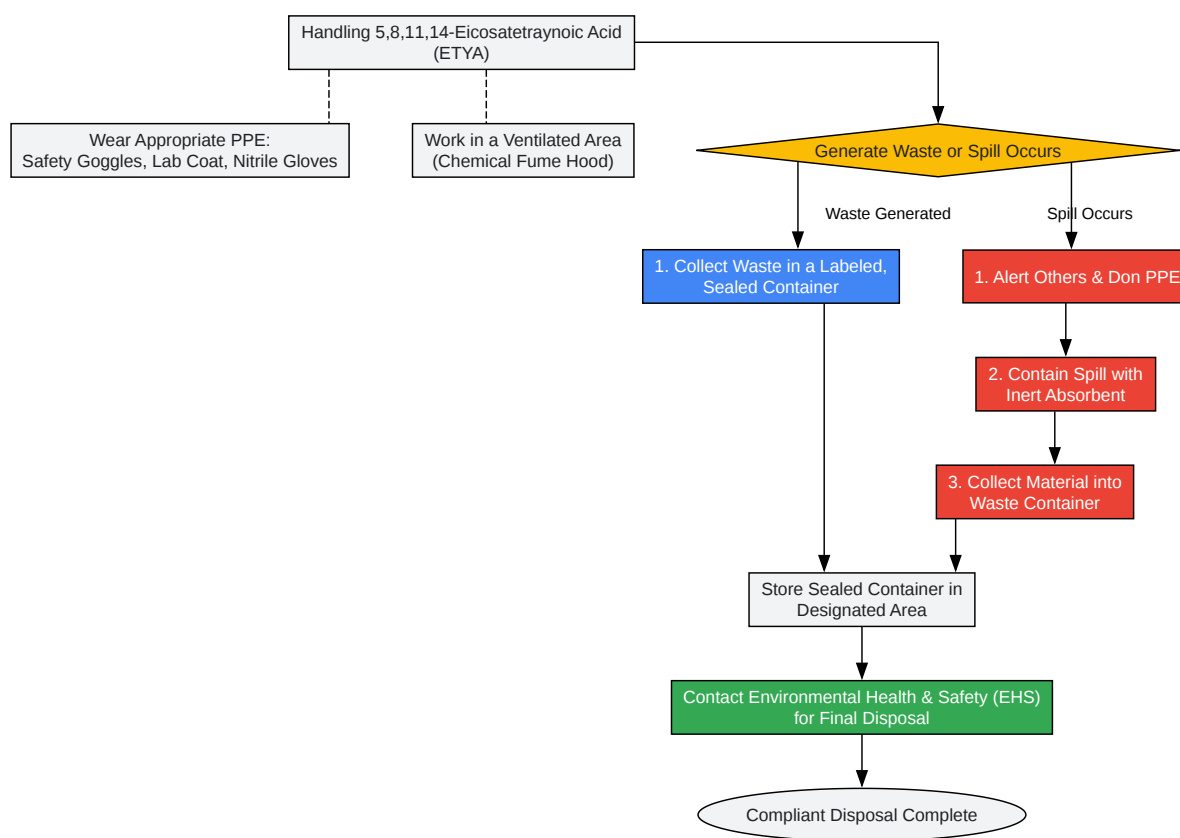 Handling 5,8,11,14-Eicosatetraynoic Acid
(ETYA)
Wear Appropriate PPE:
Safety Goggles, Lab Coat, Nitrile Gloves
Work in a Ventilated Area
(Chemical Fume Hood)
Generate Waste or Spill Occurs
Waste Generated
Spill Occurs
1. Collect Waste in a Labeled,
Sealed Container
1. Alert Others & Don PPE
2. Contain Spill with
Inert Absorbent
3. Collect Material into
Waste Container
Store Sealed Container in
Designated Area
Contact Environmental Health & Safety (EHS)
for Final Disposal
Compliant Disposal Complete